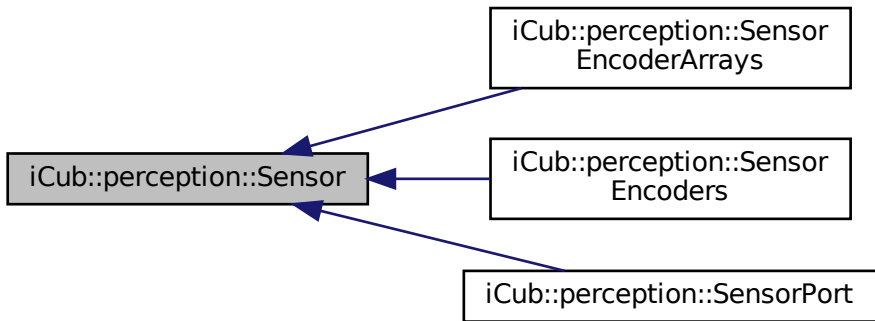 iCub::perception::Sensor
EncoderArrays
iCub::perception::Sensor
iCub::perception::Sensor
Encoders
iCub::perception::SensorPort